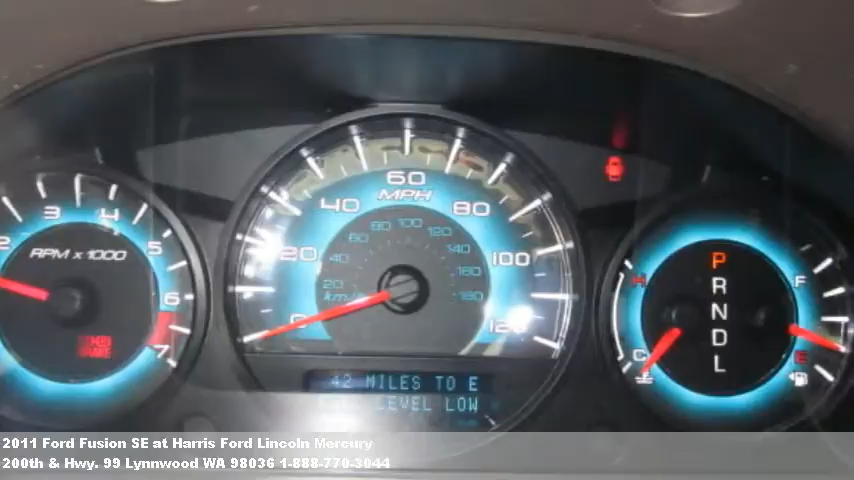 60
MPH
40
80
20
100
120
100
80
120
60
140
40
160
20
180
km/h
2
3
4
5
6
7
RPM x 1000
BRAKE
P
R
N
D
L
H
C
F
E
42 MILES TO E
LEVEL LOW
2011 Ford Fusion SE at Harris Ford Lincoln Mercury
200th & Hwy. 99 Lynnwood WA 98036 1-888-770-3044